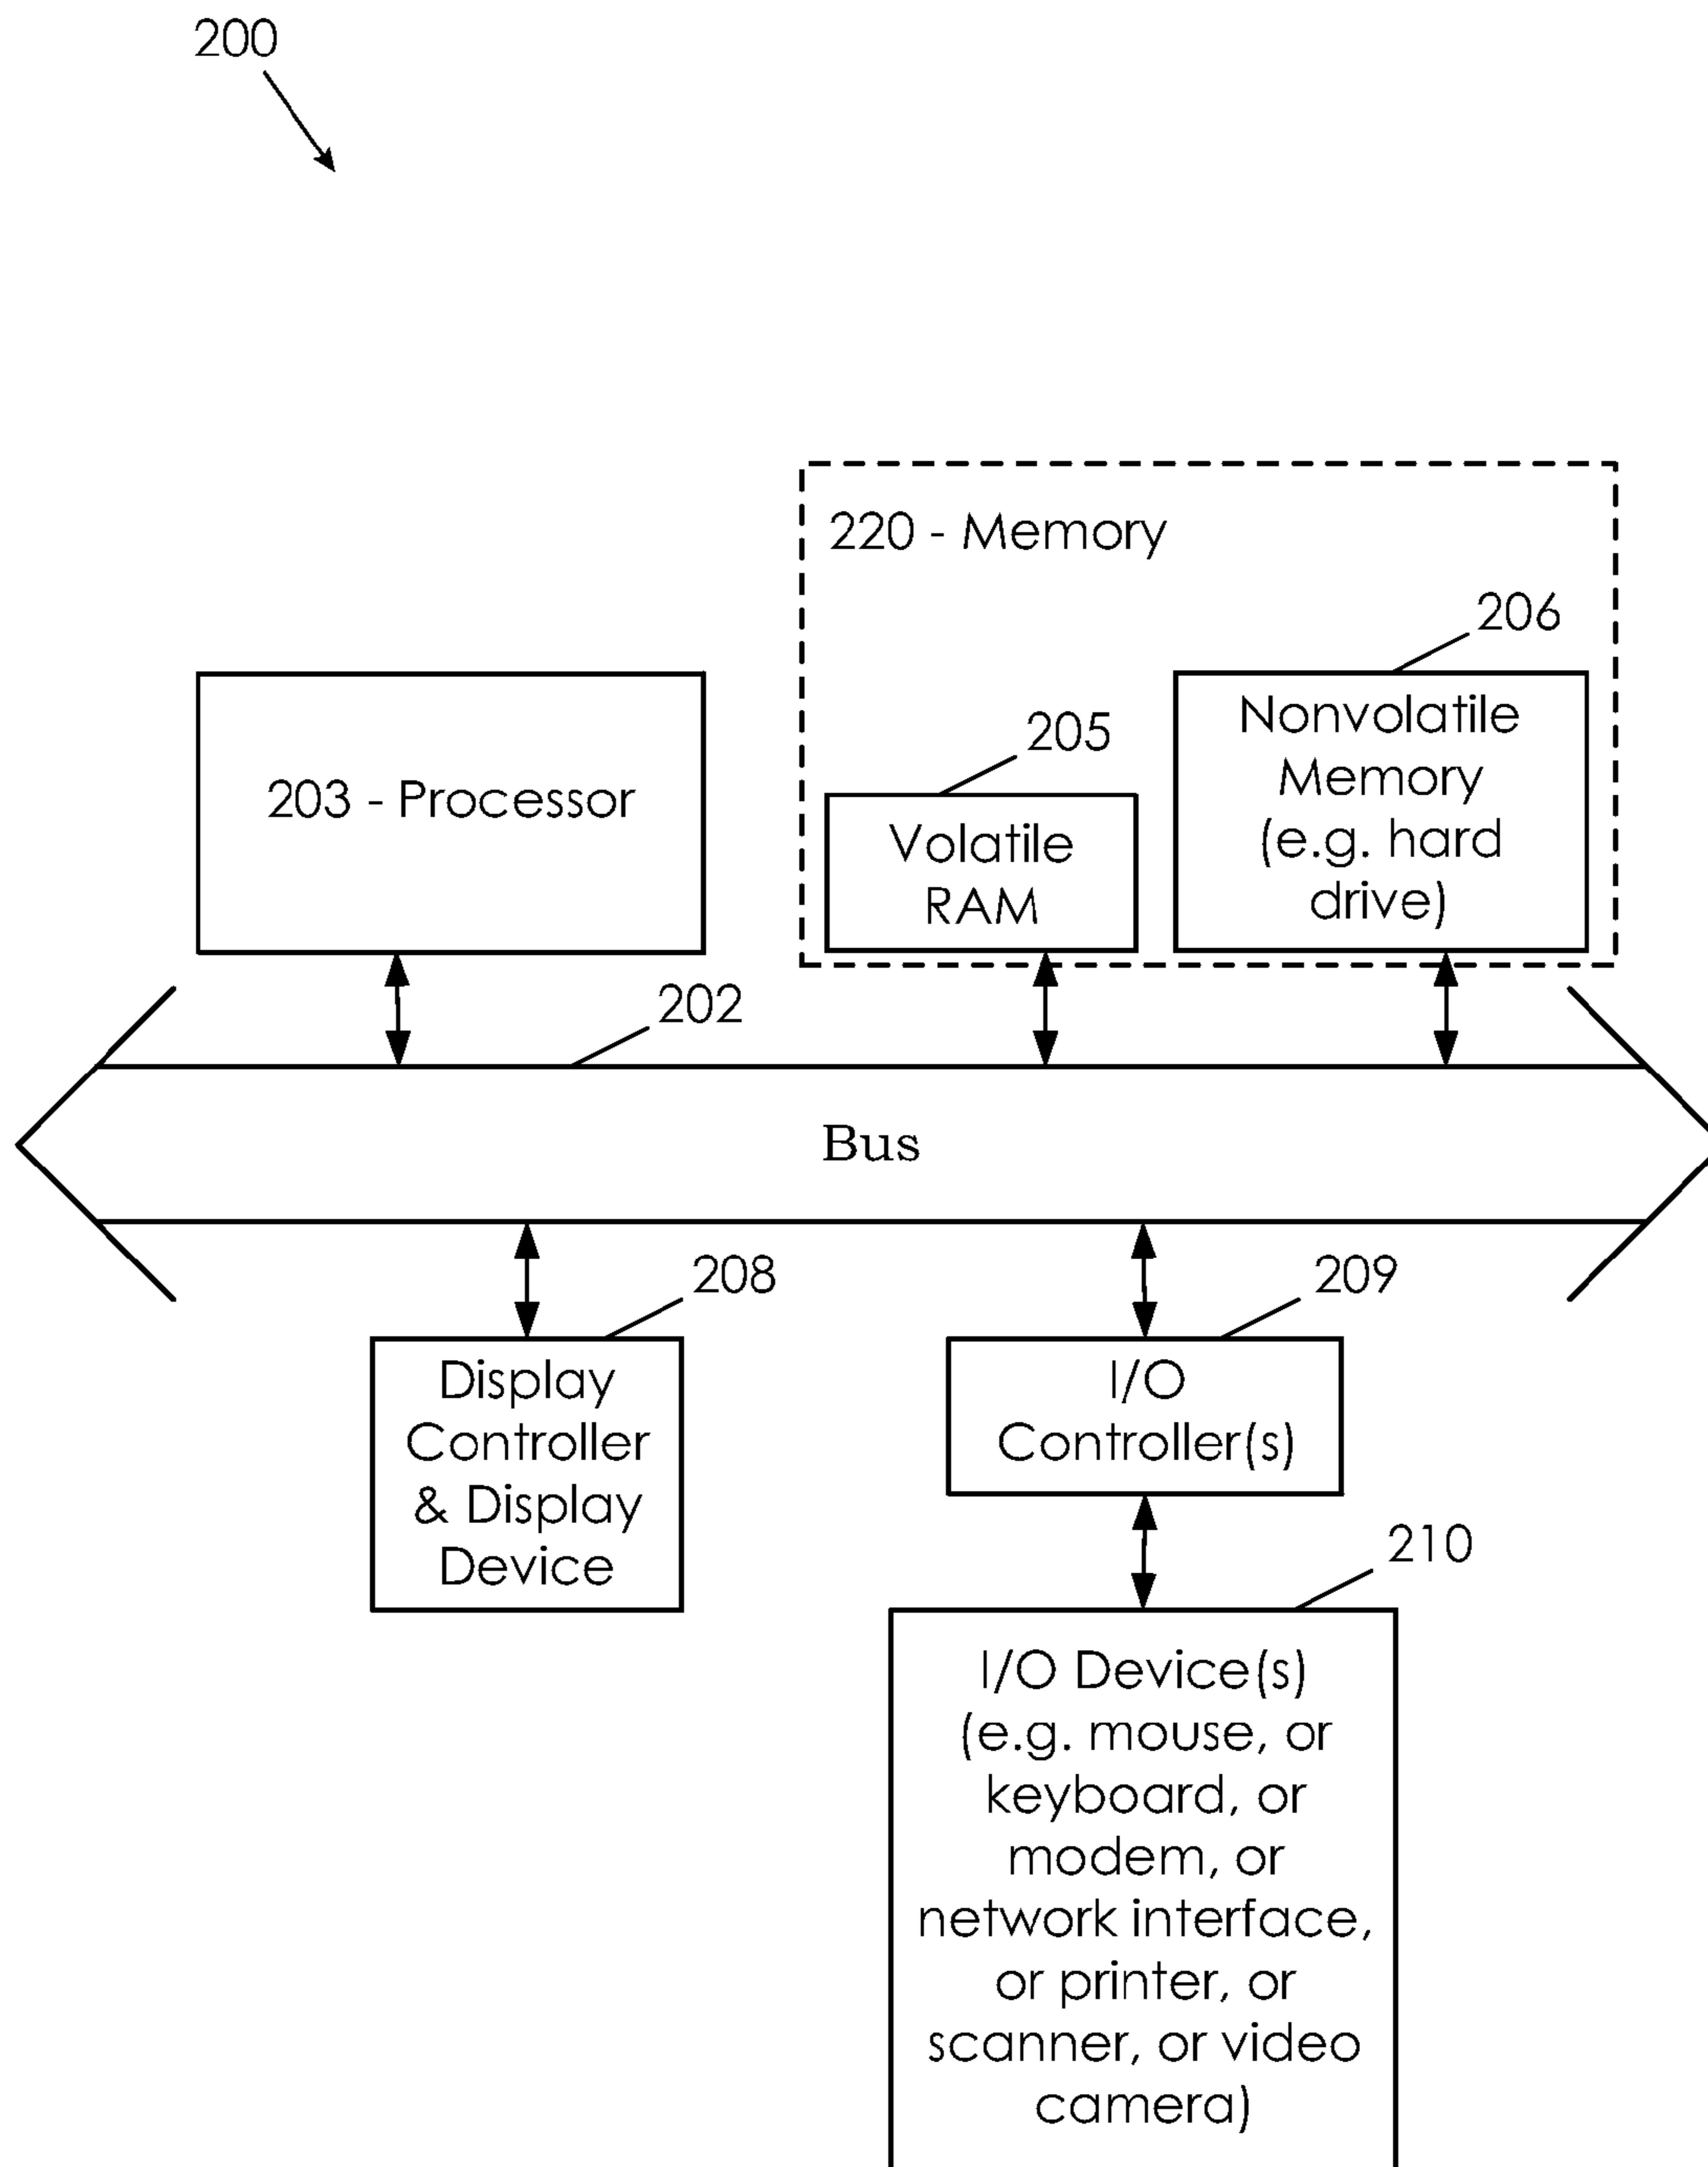 200
220 - Memory
206
Nonvolatile
Memory
(e.g. hard
drive)
205
Volatile
RAM
203 - Processor
202
Bus
208
Display
Controller
& Display
Device
209
I/O
Controller(s)
210
I/O Device(s)
(e.g. mouse, or
keyboard, or
modem, or
network interface,
or printer, or
scanner, or video
camera)